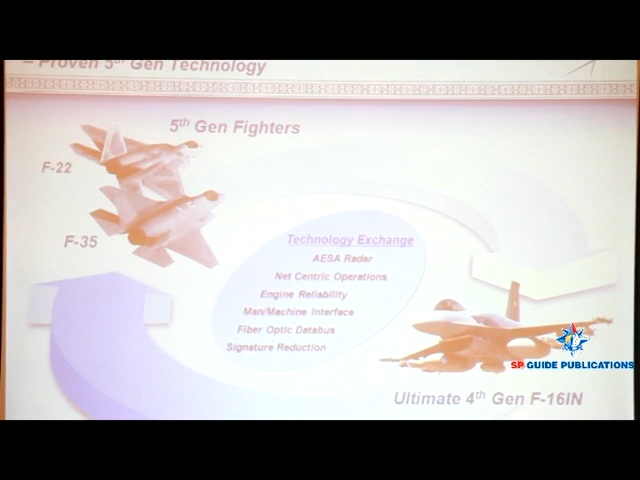 – Proven 5th Gen Technology
5th Gen Fighters
F-22
F-35
Technology Exchange
AESA Radar
Net Centric Operations
Engine Reliability
Man/Machine Interface
Fiber Optic Databus
Signature Reduction
SP GUIDE PUBLICATIONS
Ultimate 4th Gen F-16IN